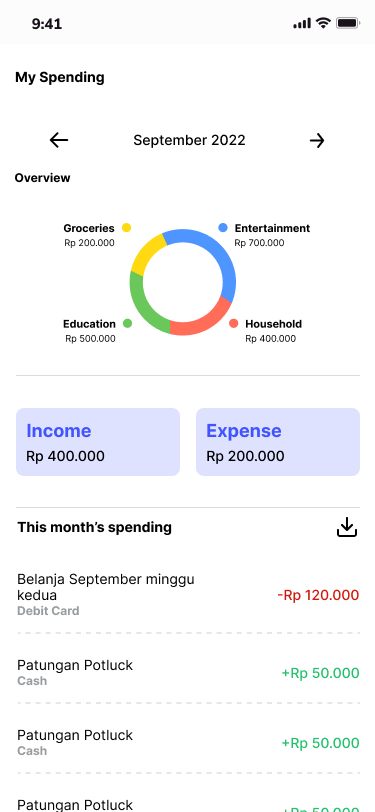 9:41
My Spending
September 2022
Overview
Groceries
Rp 200.000
Entertainment
Rp 700.000
Education
Rp 500.000
Household
Rp 400.000
Income
Rp 400.000
Expense
Rp 200.000
This month’s spending
Belanja September minggu
kedua
Debit Card
-Rp 120.000
Patungan Potluck
Cash
+Rp 50.000
Patungan Potluck
Cash
+Rp 50.000
Patungan Potluck
+Rp 50.000